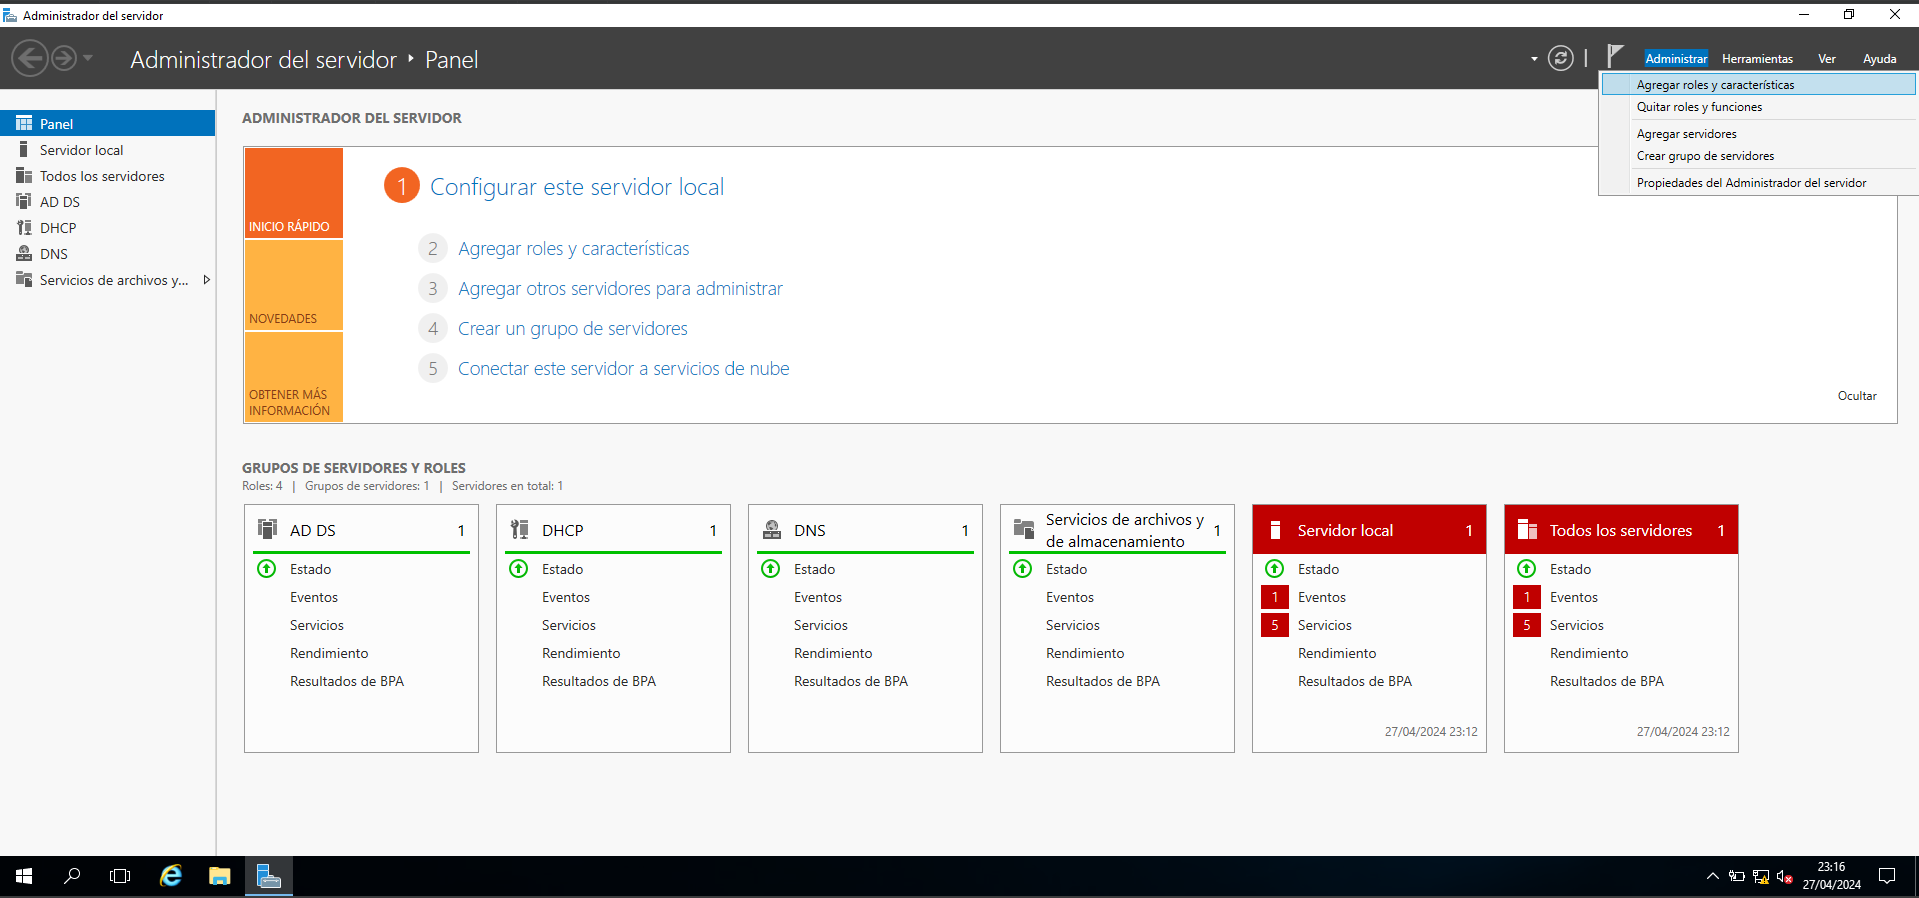 Administrador del servidor
Administrador del servidor ‣ Panel
Administrar
Herramientas
Ver
Ayuda
Agregar roles y características
Quitar roles y funciones
Agregar servidores
Crear grupo de servidores
Propiedades del Administrador del servidor
Panel
Servidor local
Todos los servidores
AD DS
DHCP
DNS
Servicios de archivos y...
ADMINISTRADOR DEL SERVIDOR
INICIO RÁPIDO
NOVEDADES
OBTENER MÁS
INFORMACIÓN
1 Configurar este servidor local
2 Agregar roles y características
3 Agregar otros servidores para administrar
4 Crear un grupo de servidores
5 Conectar este servidor a servicios de nube
Ocultar
GRUPOS DE SERVIDORES Y ROLES
Roles: 4 | Grupos de servidores: 1 | Servidores en total: 1
AD DS 1
Estado
Eventos
Servicios
Rendimiento
Resultados de BPA
DHCP 1
Estado
Eventos
Servicios
Rendimiento
Resultados de BPA
DNS 1
Estado
Eventos
Servicios
Rendimiento
Resultados de BPA
Servicios de archivos y
de almacenamiento 1
Estado
Eventos
Servicios
Rendimiento
Resultados de BPA
Servidor local 1
Estado
1 Eventos
5 Servicios
Rendimiento
Resultados de BPA
27/04/2024 23:12
Todos los servidores 1
Estado
1 Eventos
5 Servicios
Rendimiento
Resultados de BPA
27/04/2024 23:12
23:16
27/04/2024